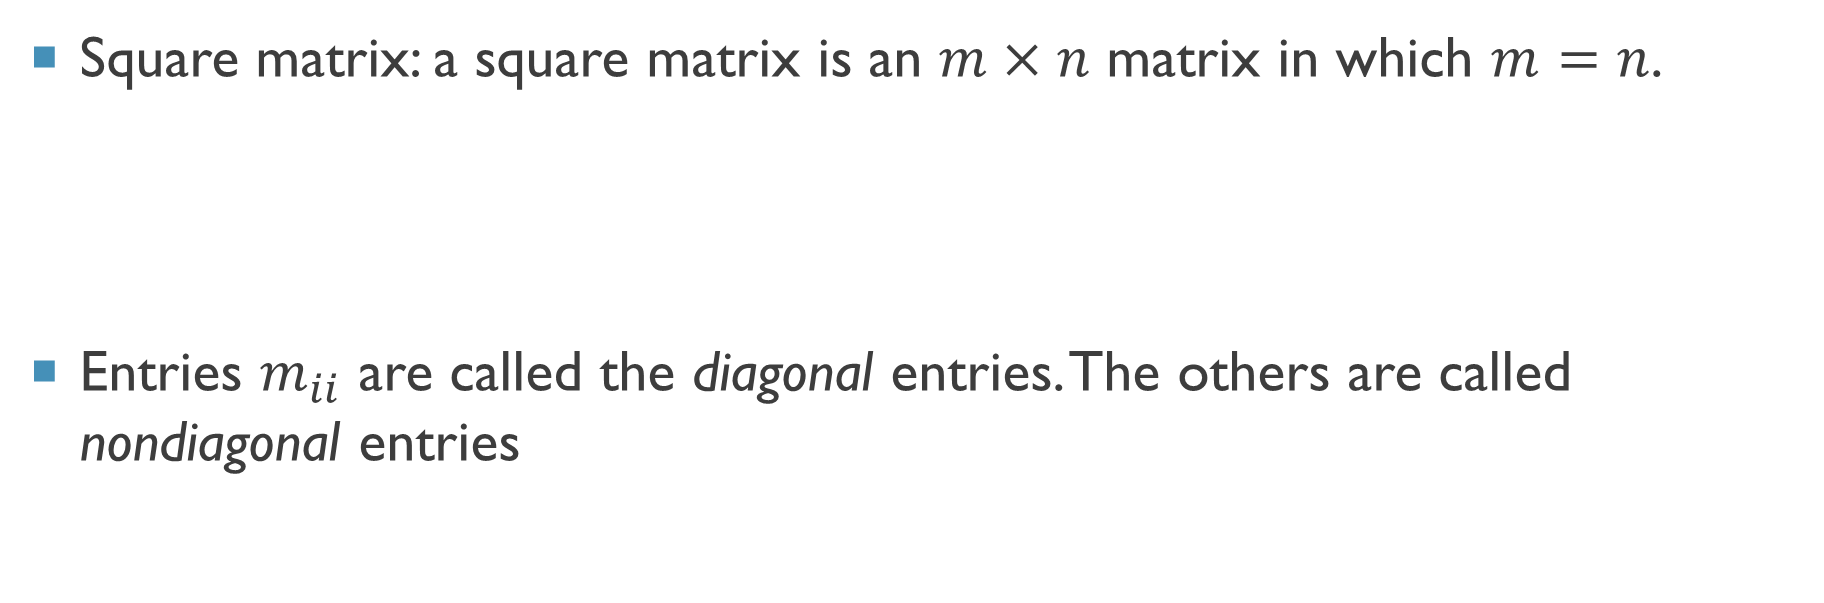 ▪ Square matrix: a square matrix is an m × n matrix in which m = n.
▪ Entries mᵢᵢ are called the diagonal entries. The others are called
nondiagonal entries